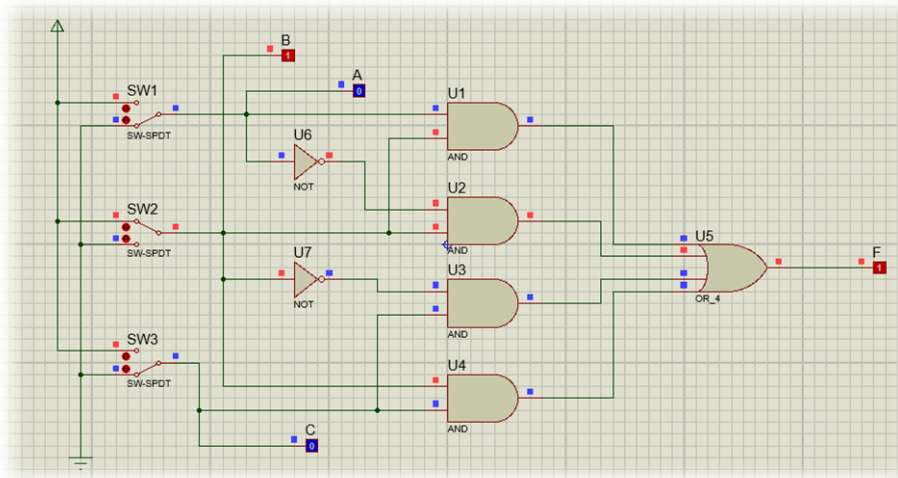 B
1
A
0
SW1
SW-SPDT
U1
AND
U6
NOT
U2
AND
SW2
SW-SPDT
U5
OR_4
F
1
U7
NOT
U3
AND
SW3
SW-SPDT
U4
AND
C
0